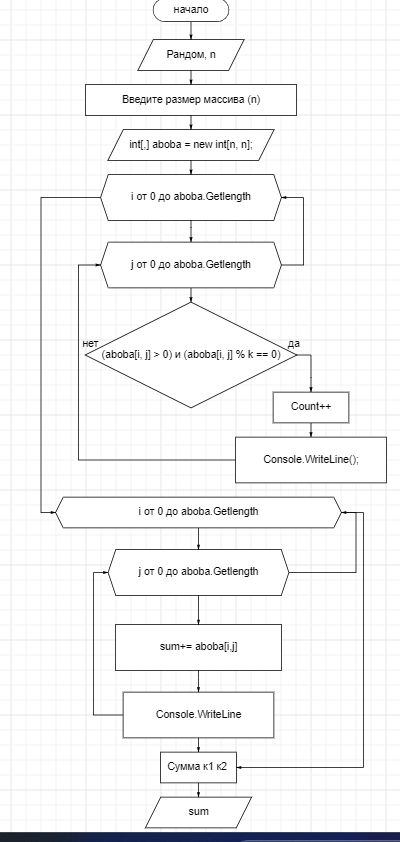 начало
Рандом, n
Введите размер массива (n)
int[,] aboba = new int[n, n];
i от 0 до aboba.Getlength
j от 0 до aboba.Getlength
нет
да
(aboba[i, j] > 0) и (aboba[i, j] % k == 0)
Count++
Console.WriteLine();
i от 0 до aboba.Getlength
j от 0 до aboba.Getlength
sum+= aboba[i,j]
Console.WriteLine
Сумма к1 к2
sum